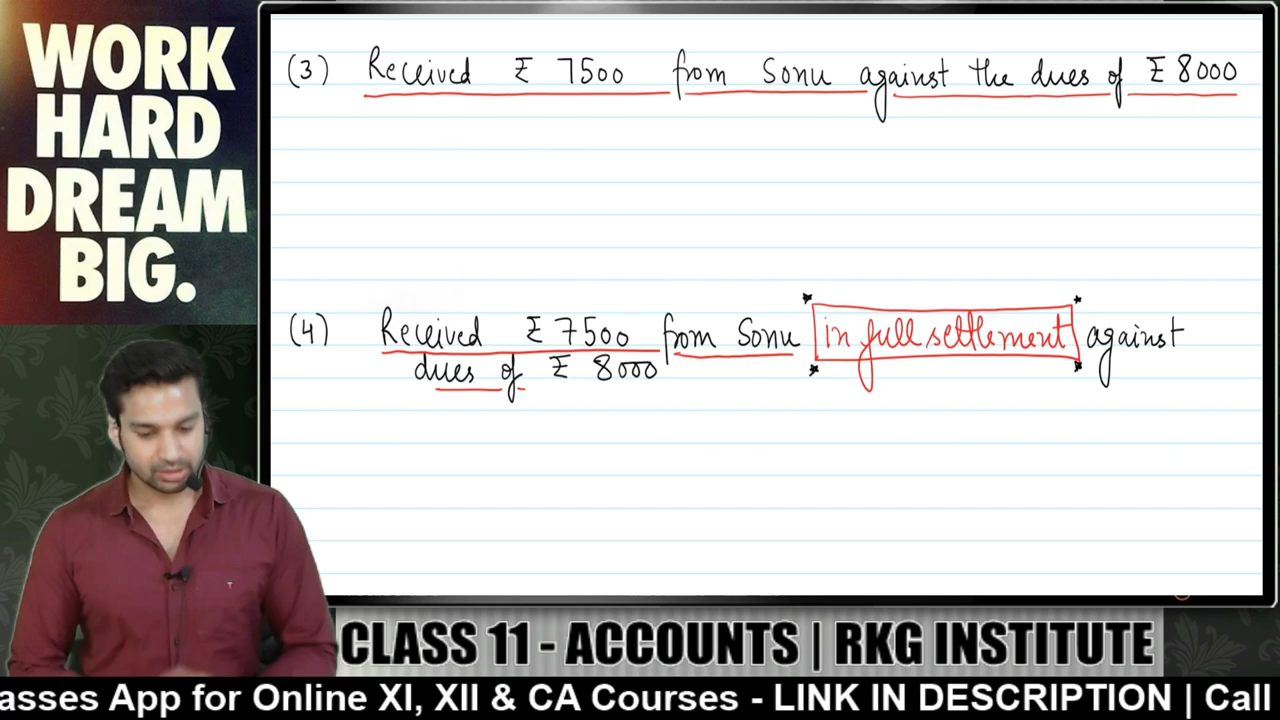 WORK
HARD
DREAM
BIG.
(3) Received ₹ 7500 from Sonu against the dues of ₹ 8000
(4) Received ₹ 7500 from Sonu in full settlement against
dues of ₹ 8000
CLASS 11 - ACCOUNTS | RKG INSTITUTE
asses App for Online XI, XII & CA Courses - LINK IN DESCRIPTION | Call